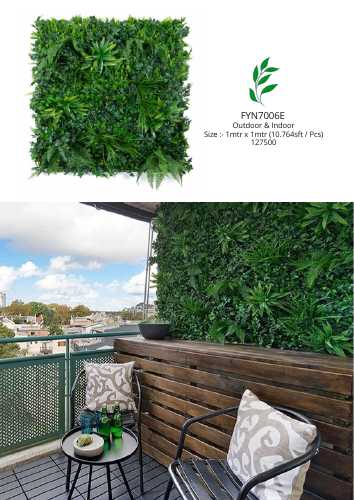 FYN7006E
Outdoor & Indoor
Size :- 1mtr x 1mtr (10.764sft / Pcs)
127500